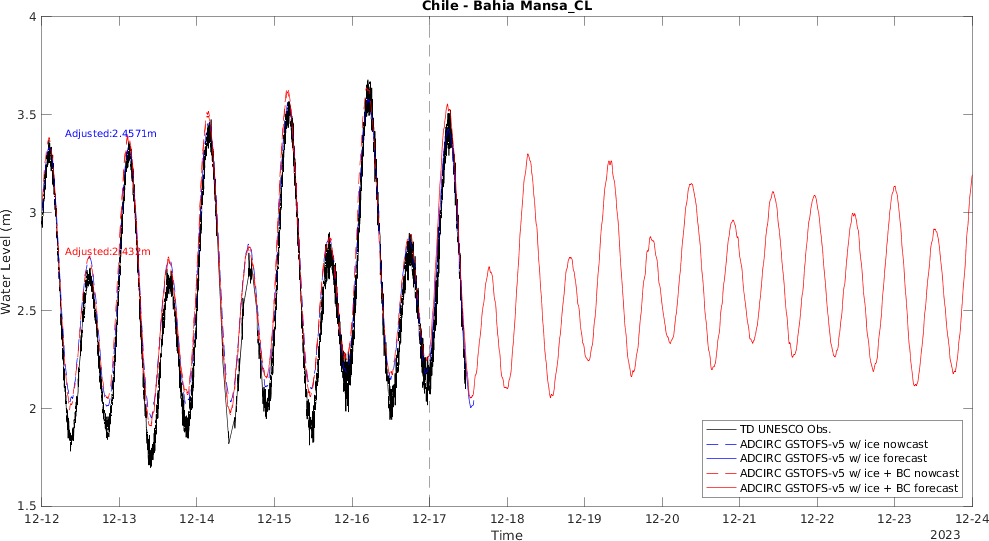 Chile - Bahia Mansa_CL
4
3.5
3
2.5
2
1.5
Water Level (m)
Adjusted:2.4571m
Adjusted:2.432m
TD UNESCO Obs.
ADCIRC GSTOFS-v5 w/ ice nowcast
ADCIRC GSTOFS-v5 w/ ice forecast
ADCIRC GSTOFS-v5 w/ ice + BC nowcast
ADCIRC GSTOFS-v5 w/ ice + BC forecast
12-12 12-13 12-14 12-15 12-16 12-17 12-18 12-19 12-20 12-21 12-22 12-23 12-24
Time
2023